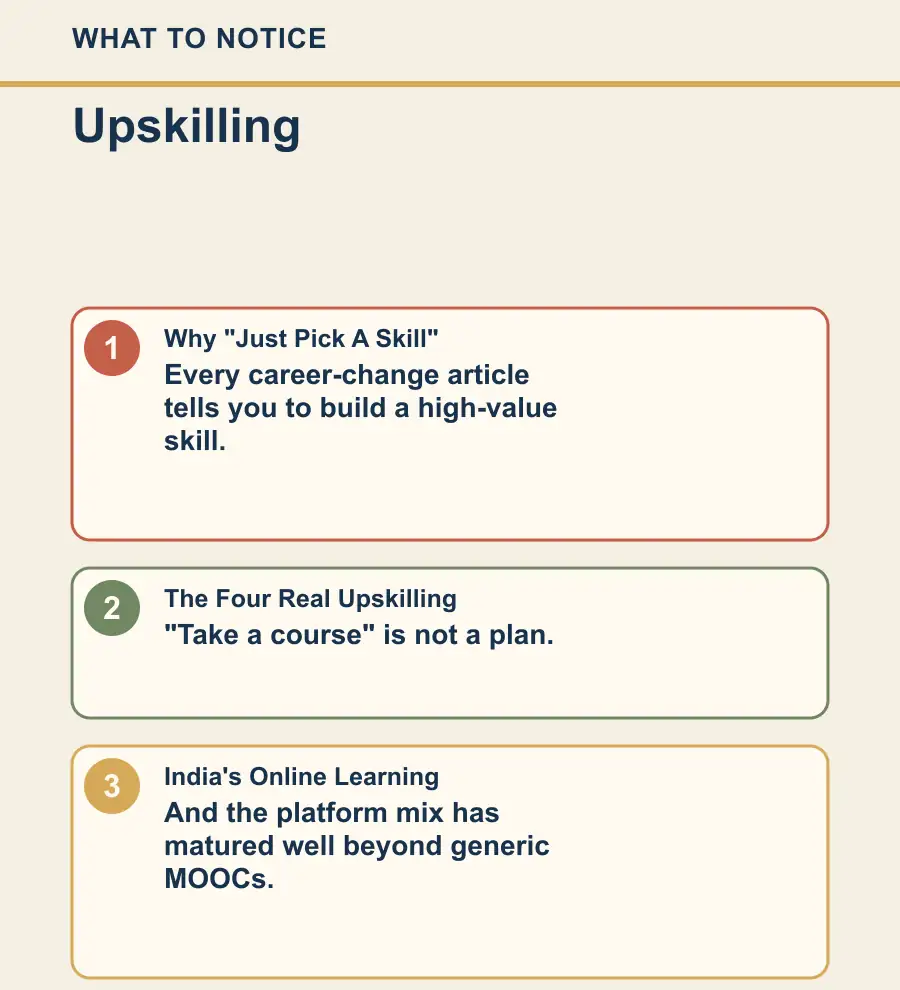 WHAT TO NOTICE
Upskilling
1
Why "Just Pick A Skill"
Every career-change article
tells you to build a high-value
skill.
2
The Four Real Upskilling
"Take a course" is not a plan.
3
India's Online Learning
And the platform mix has
matured well beyond generic
MOOCs.